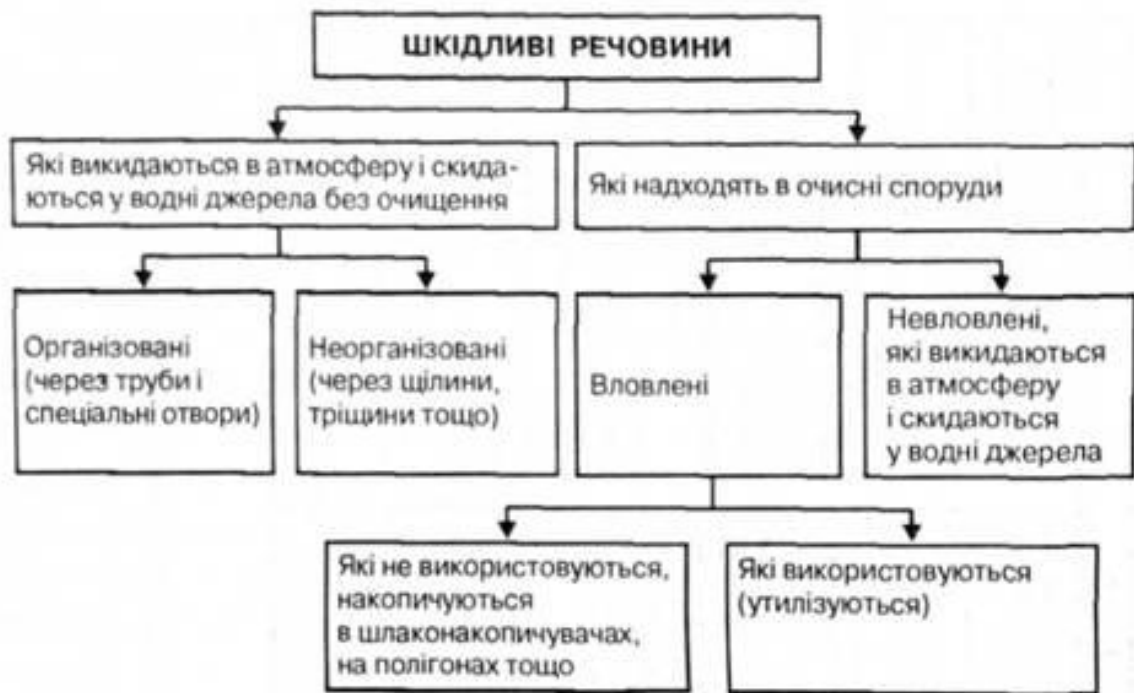 ШКІДЛИВІ РЕЧОВИНИ
Які викидаються в атмосферу і скида-
ються у водні джерела без очищення
Які надходять в очисні споруди
Організовані
(через труби і
спеціальні отвори)
Неорганізовані
(через щілини,
тріщини тощо)
Вловлені
Невловлені,
які викидаються
в атмосферу
і скидаються
у водні джерела
Які не використовуються,
накопичуються
в шлаконакопичувачах,
на полігонах тощо
Які використовуються
(утилізуються)